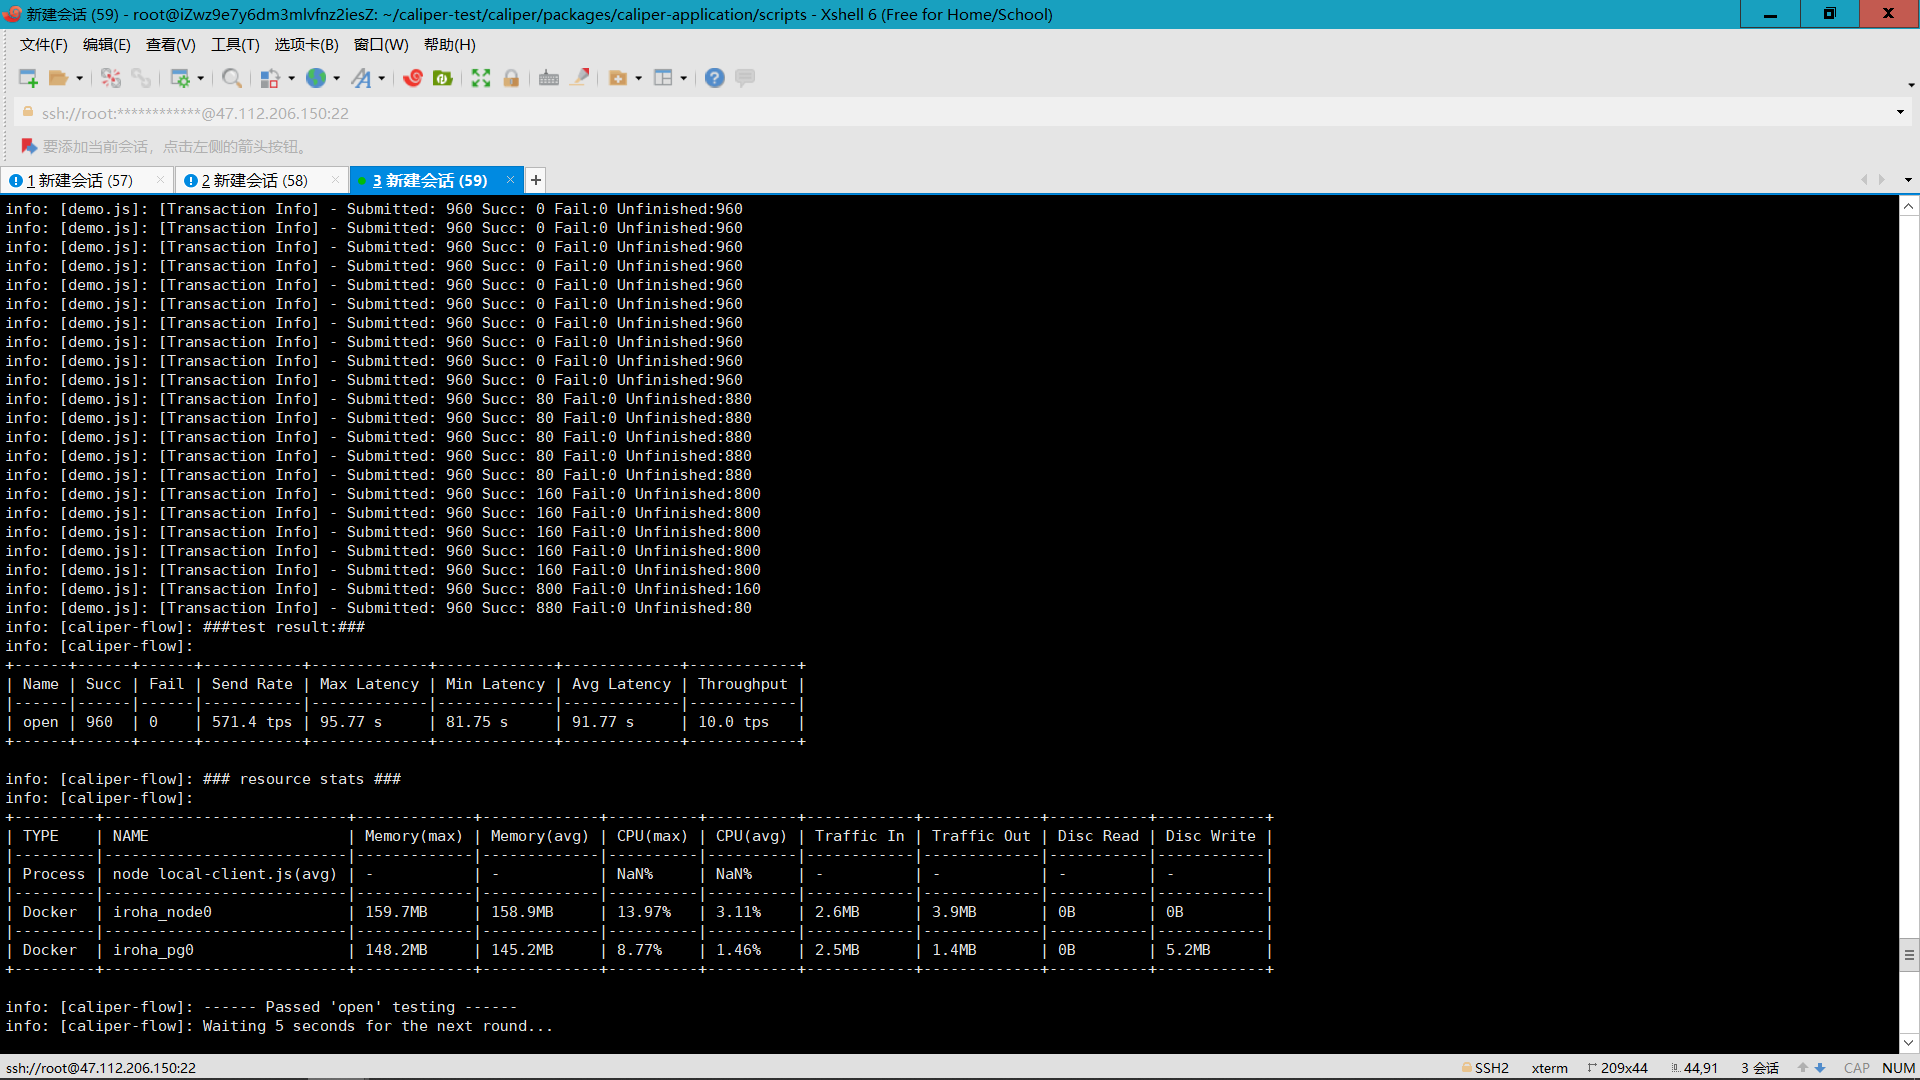 新建会话 (59) - root@iZwz9e7y6dm3mlvfnz2iesZ: ~/caliper-test/caliper/packages/caliper-application/scripts - Xshell 6 (Free for Home/School)
文件(F) 编辑(E) 查看(V) 工具(T) 选项卡(B) 窗口(W) 帮助(H)
ssh://root:************@47.112.206.150:22
要添加当前会话，点击左侧的箭头按钮。
1 新建会话 (57) 2 新建会话 (58) 3 新建会话 (59) +
info: [demo.js]: [Transaction Info] - Submitted: 960 Succ: 0 Fail:0 Unfinished:960
info: [demo.js]: [Transaction Info] - Submitted: 960 Succ: 0 Fail:0 Unfinished:960
info: [demo.js]: [Transaction Info] - Submitted: 960 Succ: 0 Fail:0 Unfinished:960
info: [demo.js]: [Transaction Info] - Submitted: 960 Succ: 0 Fail:0 Unfinished:960
info: [demo.js]: [Transaction Info] - Submitted: 960 Succ: 0 Fail:0 Unfinished:960
info: [demo.js]: [Transaction Info] - Submitted: 960 Succ: 0 Fail:0 Unfinished:960
info: [demo.js]: [Transaction Info] - Submitted: 960 Succ: 0 Fail:0 Unfinished:960
info: [demo.js]: [Transaction Info] - Submitted: 960 Succ: 0 Fail:0 Unfinished:960
info: [demo.js]: [Transaction Info] - Submitted: 960 Succ: 0 Fail:0 Unfinished:960
info: [demo.js]: [Transaction Info] - Submitted: 960 Succ: 0 Fail:0 Unfinished:960
info: [demo.js]: [Transaction Info] - Submitted: 960 Succ: 80 Fail:0 Unfinished:880
info: [demo.js]: [Transaction Info] - Submitted: 960 Succ: 80 Fail:0 Unfinished:880
info: [demo.js]: [Transaction Info] - Submitted: 960 Succ: 80 Fail:0 Unfinished:880
info: [demo.js]: [Transaction Info] - Submitted: 960 Succ: 80 Fail:0 Unfinished:880
info: [demo.js]: [Transaction Info] - Submitted: 960 Succ: 80 Fail:0 Unfinished:880
info: [demo.js]: [Transaction Info] - Submitted: 960 Succ: 160 Fail:0 Unfinished:800
info: [demo.js]: [Transaction Info] - Submitted: 960 Succ: 160 Fail:0 Unfinished:800
info: [demo.js]: [Transaction Info] - Submitted: 960 Succ: 160 Fail:0 Unfinished:800
info: [demo.js]: [Transaction Info] - Submitted: 960 Succ: 160 Fail:0 Unfinished:800
info: [demo.js]: [Transaction Info] - Submitted: 960 Succ: 160 Fail:0 Unfinished:800
info: [demo.js]: [Transaction Info] - Submitted: 960 Succ: 800 Fail:0 Unfinished:160
info: [demo.js]: [Transaction Info] - Submitted: 960 Succ: 880 Fail:0 Unfinished:80
info: [caliper-flow]: ###test result:###
info: [caliper-flow]:
+------+------+------+-----------+-------------+-------------+-------------+------------+
| Name | Succ | Fail | Send Rate | Max Latency | Min Latency | Avg Latency | Throughput |
|------|------|------|-----------|-------------|-------------|-------------|------------|
| open | 960  | 0    | 571.4 tps | 95.77 s     | 81.75 s     | 91.77 s     | 10.0 tps   |
+------+------+------+-----------+-------------+-------------+-------------+------------+
info: [caliper-flow]: ### resource stats ###
info: [caliper-flow]:
+---------+---------------------------+-------------+-------------+----------+----------+------------+-------------+-----------+------------+
| TYPE    | NAME                      | Memory(max) | Memory(avg) | CPU(max) | CPU(avg) | Traffic In | Traffic Out | Disc Read | Disc Write |
|---------|---------------------------|-------------|-------------|----------|----------|------------|-------------|-----------|------------|
| Process | node local-client.js(avg) | -           | -           | NaN%     | NaN%     | -          | -           | -         | -          |
|---------|---------------------------|-------------|-------------|----------|----------|------------|-------------|-----------|------------|
| Docker  | iroha_node0               | 159.7MB     | 158.9MB     | 13.97%   | 3.11%    | 2.6MB      | 3.9MB       | 0B        | 0B         |
|---------|---------------------------|-------------|-------------|----------|----------|------------|-------------|-----------|------------|
| Docker  | iroha_pg0                 | 148.2MB     | 145.2MB     | 8.77%    | 1.46%    | 2.5MB      | 1.4MB       | 0B        | 5.2MB      |
+---------+---------------------------+-------------+-------------+----------+----------+------------+-------------+-----------+------------+
info: [caliper-flow]: ------ Passed 'open' testing ------
info: [caliper-flow]: Waiting 5 seconds for the next round...
ssh://root@47.112.206.150:22 SSH2 xterm 209x44 44,91 3 会话 CAP NUM